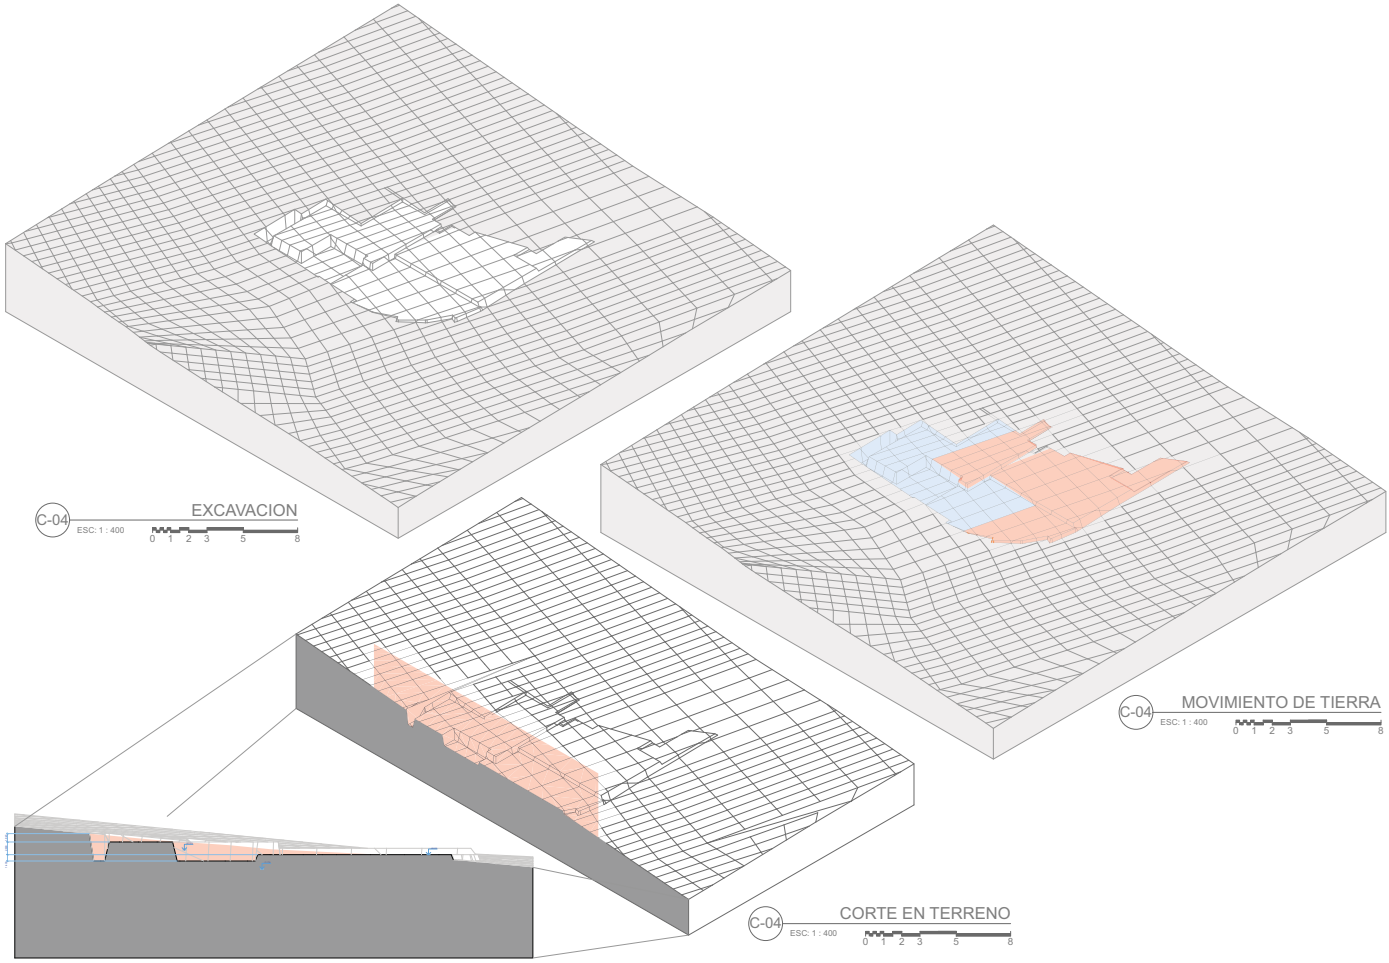 EXCAVACION
C-04
ESC: 1 : 400
0 1 2 3 5 8
MOVIMIENTO DE TIERRA
C-04
ESC: 1 : 400
0 1 2 3 5 8
CORTE EN TERRENO
C-04
ESC: 1 : 400
0 1 2 3 5 8